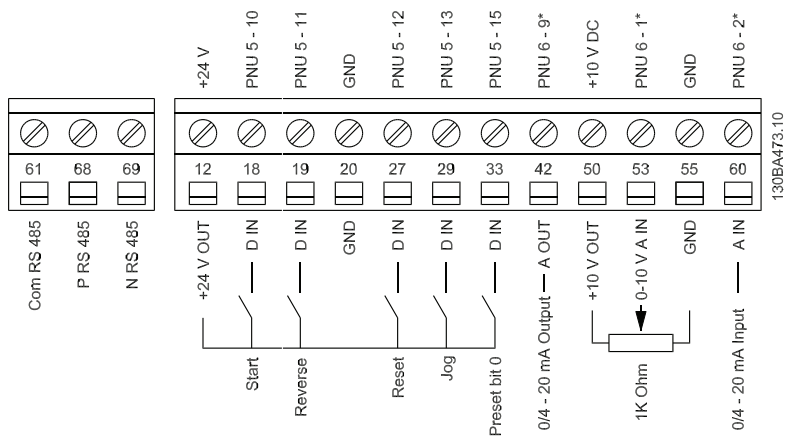 +24 V
PNU 5 - 10
PNU 5 - 11
GND
PNU 5 - 12
PNU 5 - 13
PNU 5 - 15
PNU 6 - 9*
+10 V DC
PNU 6 - 1*
GND
PNU 6 - 2*
130BA473.10
61 68 69 12 18 19 20 27 29 33 42 50 53 55 60
Com RS 485
P RS 485
N RS 485
+24 V OUT
D IN
D IN
GND
D IN
D IN
D IN
0/4 - 20 mA Output — A OUT
+10 V OUT
0-10 V A IN
GND
0/4 - 20 mA Input — A IN
Start
Reverse
Reset
Jog
Preset bit 0
1K Ohm